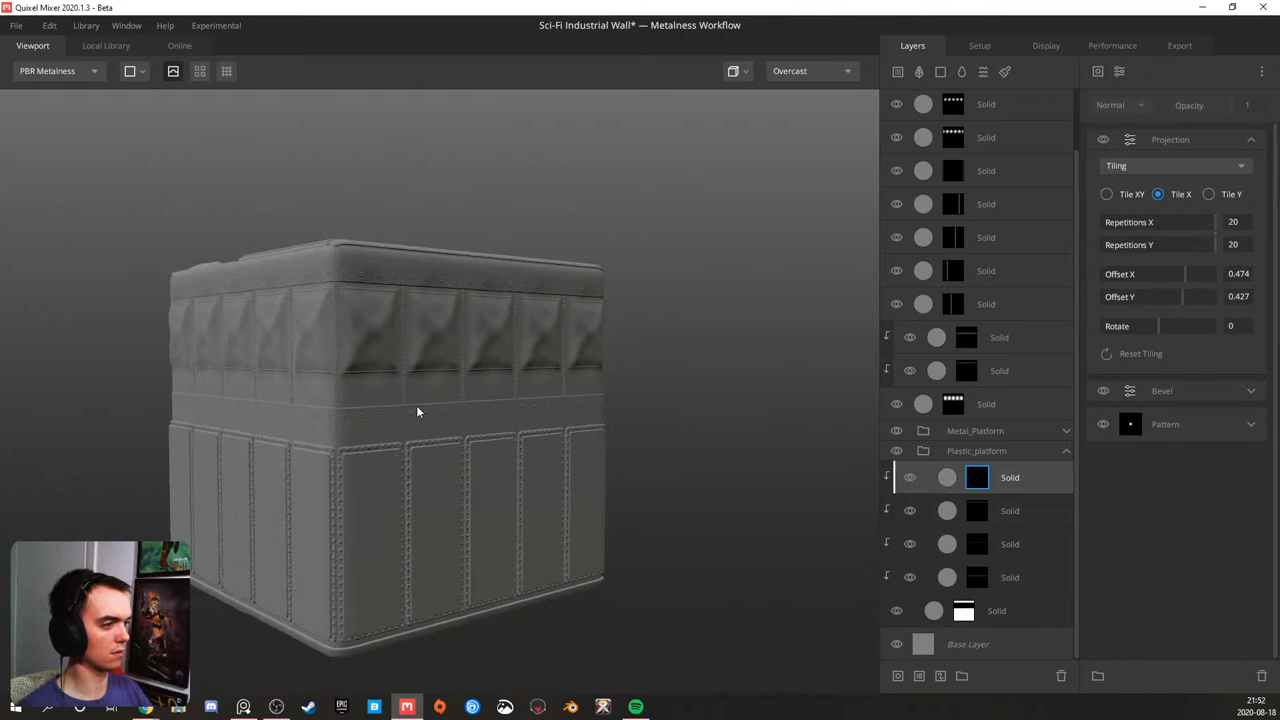 Quixel Mixer 2020.1.3 - Beta
File Edit Library Window Help Experimental
Sci-Fi Industrial Wall* — Metalness Workflow
Viewport Local Library Online
Layers Setup Display Performance Export
PBR Metalness
Overcast
Normal Opacity 1
Solid
Solid
Solid
Solid
Solid
Solid
Solid
Solid
Solid
Solid
Metal_Platform
Plastic_platform
Solid
Solid
Solid
Solid
Solid
Base Layer
Projection
Tiling
Tile XY Tile X Tile Y
Repetitions X 20
Repetitions Y 20
Offset X 0.474
Offset Y 0.427
Rotate 0
Reset Tiling
Bevel
Pattern
EPIC
21:52
2020-08-18